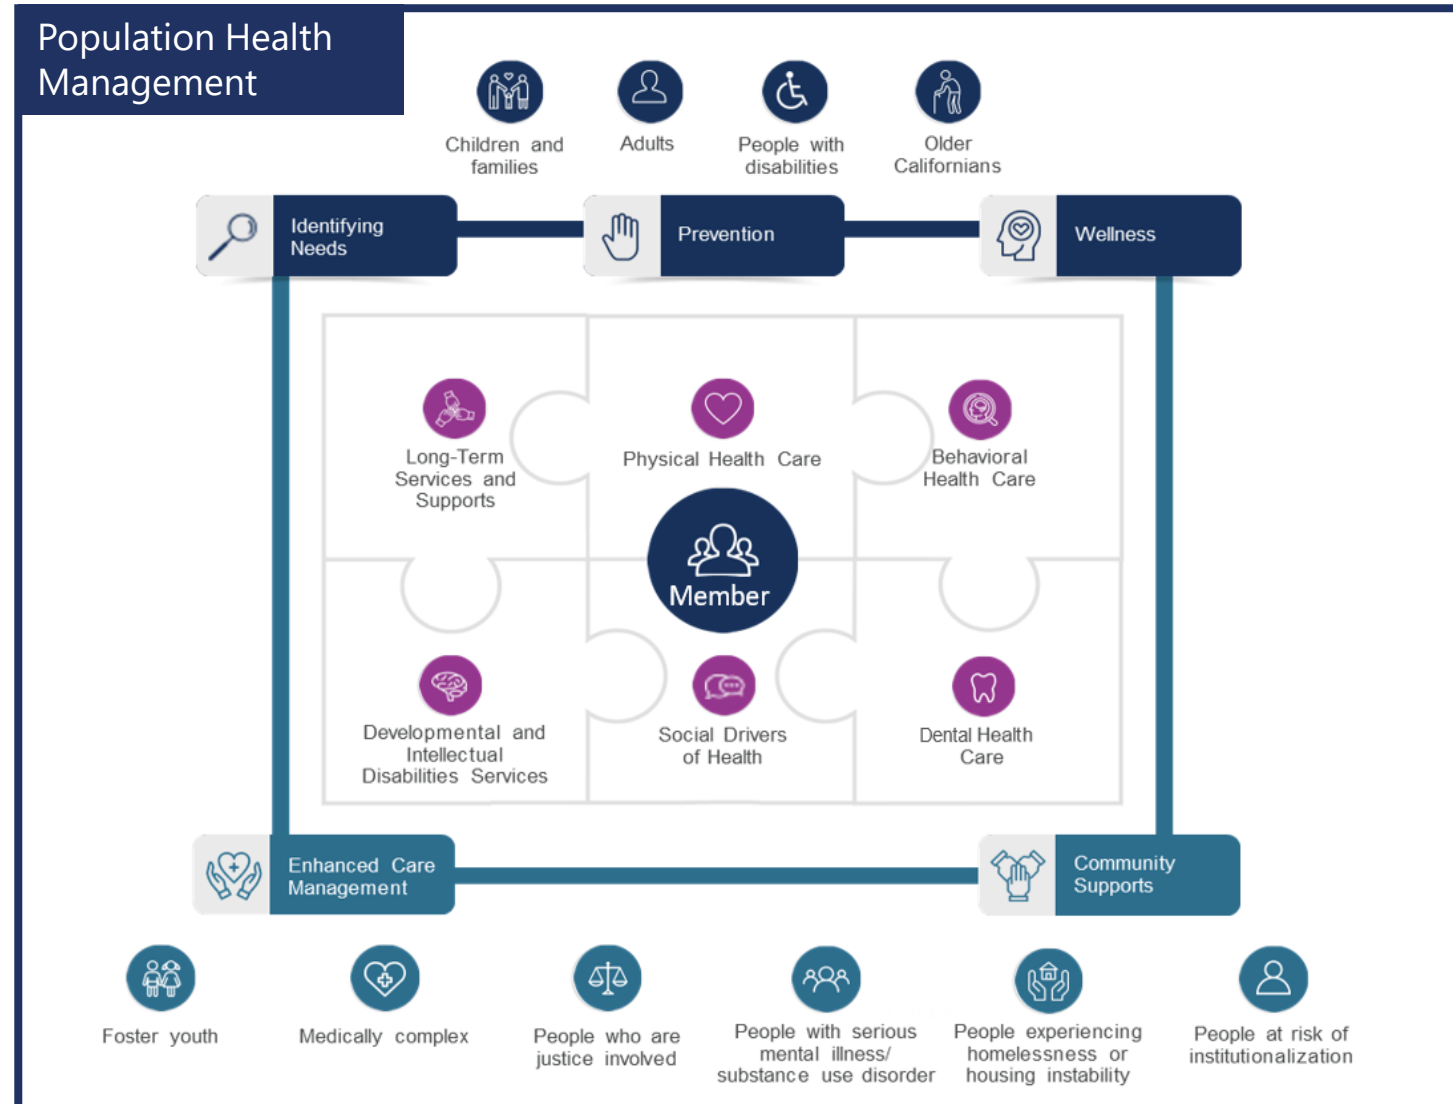 Population Health
Management
Children and
families
Adults
People with
disabilities
Older
Californians
Identifying
Needs
Prevention
Wellness
Long-Term
Services and
Supports
Physical Health Care
Behavioral
Health Care
Member
Developmental and
Intellectual
Disabilities Services
Social Drivers
of Health
Dental Health
Care
Enhanced Care
Management
Community
Supports
Foster youth
Medically complex
People who are
justice involved
People with serious
mental illness/
substance use disorder
People experiencing
homelessness or
housing instability
People at risk of
institutionalization